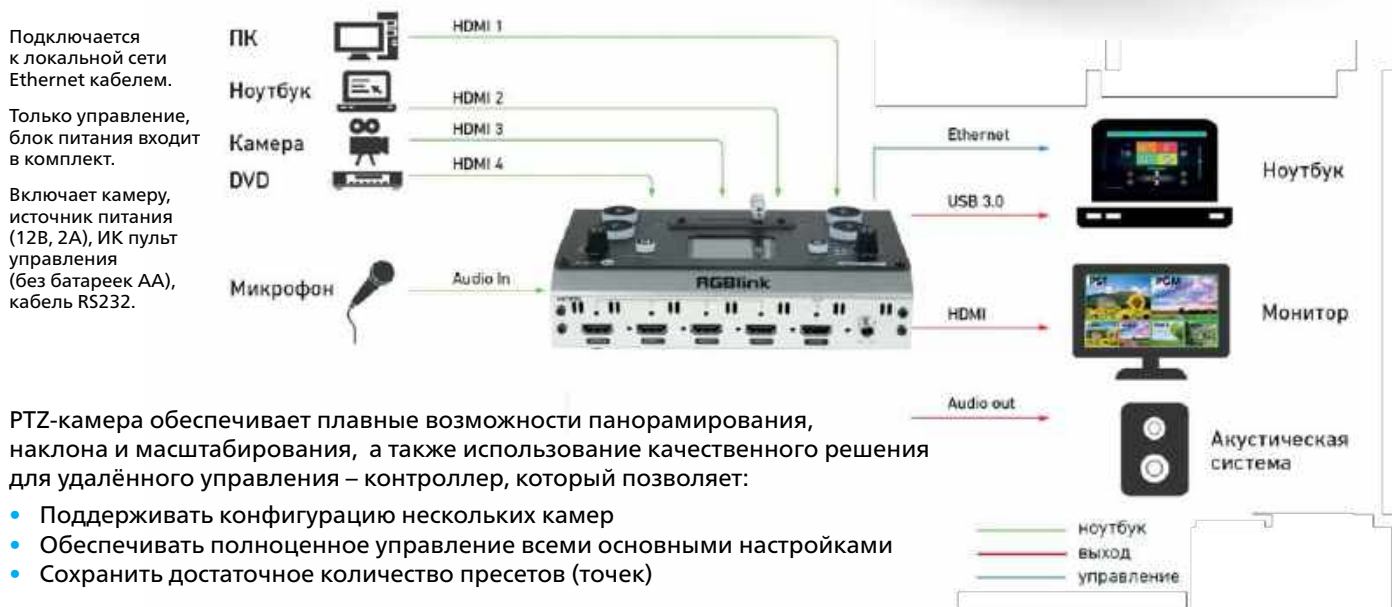 Подключается
к локальной сети
Ethernet кабелем.
Только управление,
блок питания входит
в комплект.
Включает камеру,
источник питания
(12В, 2А), ИК пульт
управления
(без батареек АА),
кабель RS232.
ПК
HDMI 1
Ноутбук
HDMI 2
Камера
HDMI 3
DVD
HDMI 4
Микрофон
Audio In
RGBlink
Ethernet
USB 3.0
Ноутбук
HDMI
PST
PGM
Монитор
Audio out
Акустическая
система
PTZ-камера обеспечивает плавные возможности панорамирования,
наклона и масштабирования, а также использование качественного решения
для удалённого управления – контроллер, который позволяет:
• Поддерживать конфигурацию нескольких камер
• Обеспечивать полноценное управление всеми основными настройками
• Сохранить достаточное количество пресетов (точек)
ноутбук
выход
управление